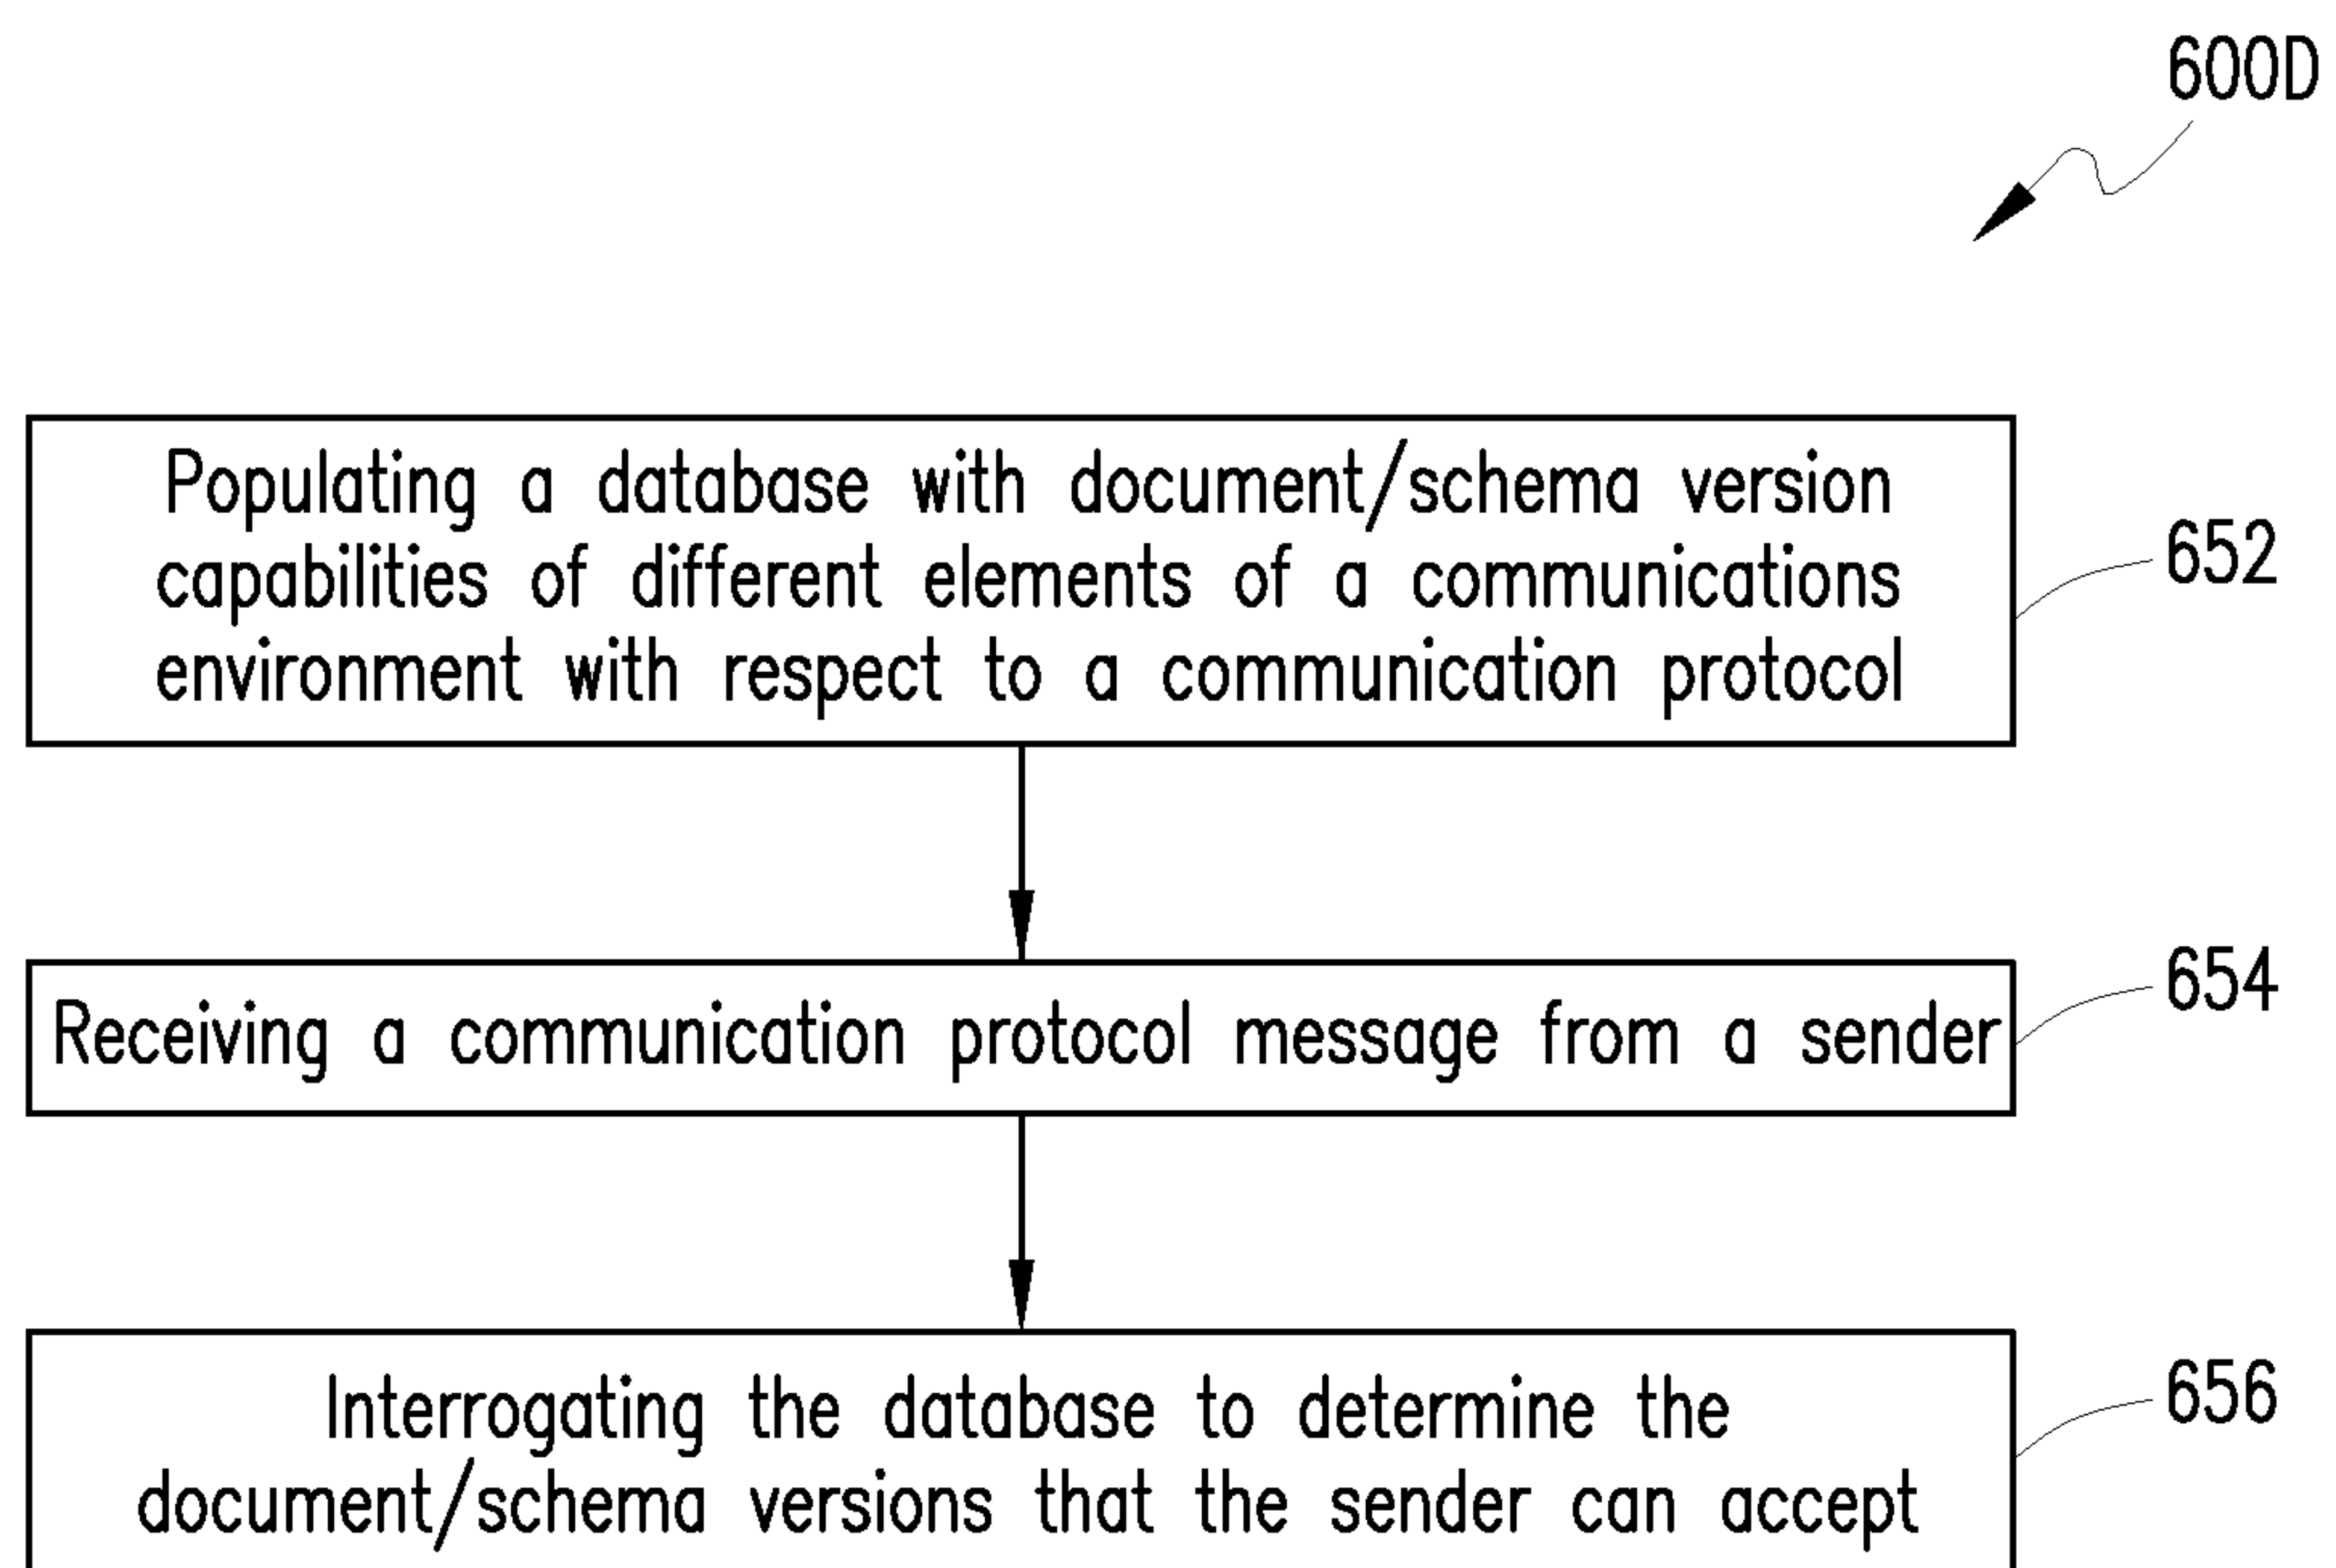 600D
Populating a database with document/schema version
capabilities of different elements of a communications
environment with respect to a communication protocol
652
Receiving a communication protocol message from a sender
654
Interrogating the database to determine the
document/schema versions that the sender can accept
656